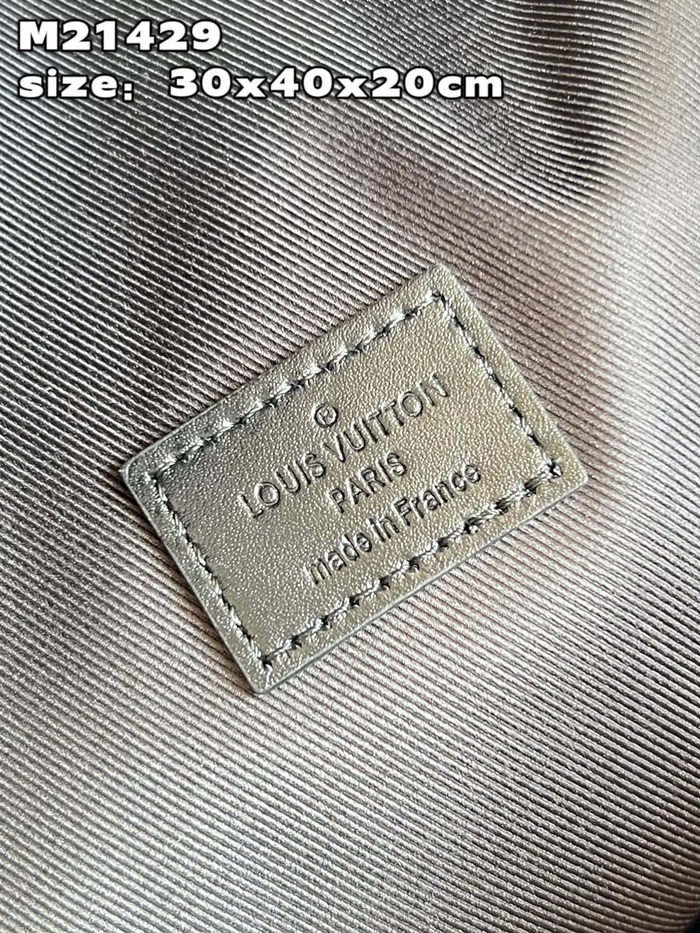 M21429
size：30x40x20cm
®
LOUIS VUITTON
PARIS
made in France